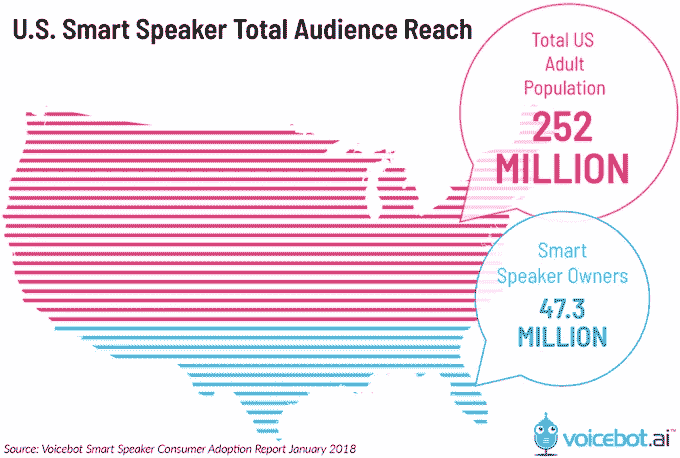 U.S. Smart Speaker Total Audience Reach
Total US
Adult
Population
252
MILLION
Smart
Speaker Owners
47.3
MILLION
Source: Voicebot Smart Speaker Consumer Adoption Report January 2018
voicebot.ai™